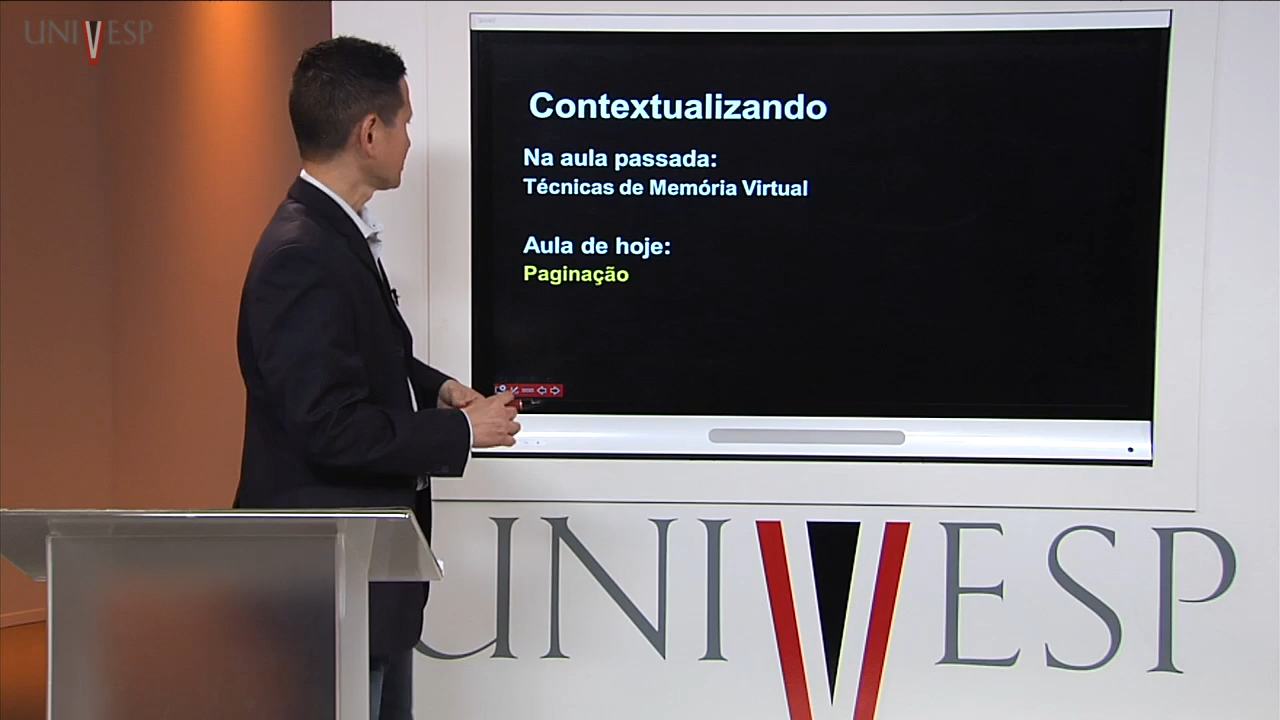 UNIVESP
Contextualizando
Na aula passada:
Técnicas de Memória Virtual
Aula de hoje:
Paginação
UNIVESP